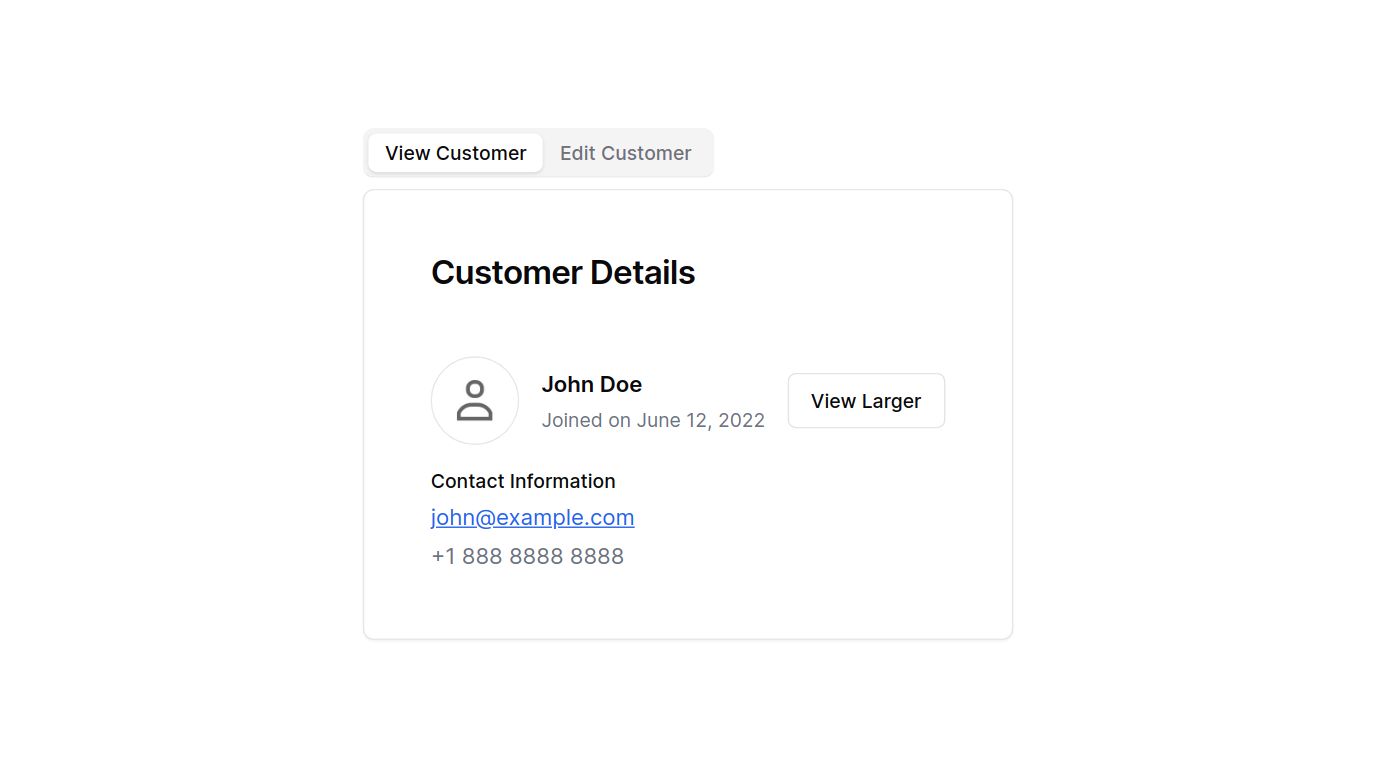 View Customer Edit Customer
Customer Details
John Doe
Joined on June 12, 2022
View Larger
Contact Information
john@example.com
+1 888 8888 8888